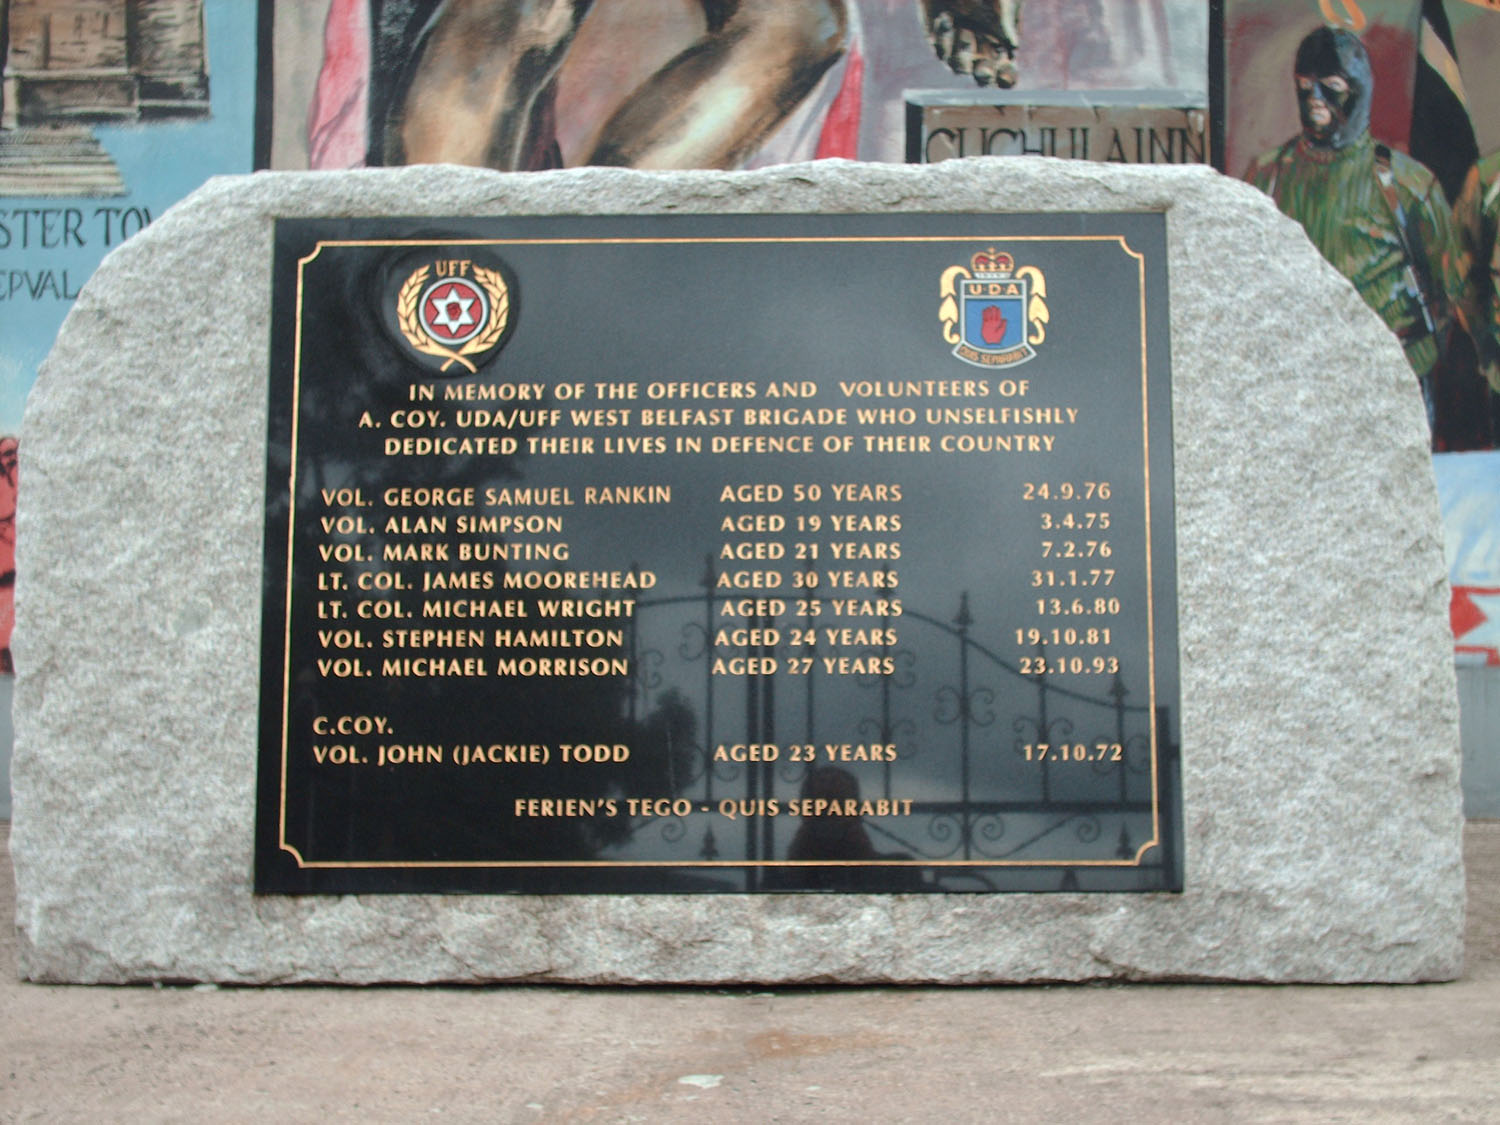 STER TO
EPVAL
CUCHULAINN
UFF
U·D·A
QUIS SEPARABIT
IN MEMORY OF THE OFFICERS AND VOLUNTEERS OF
A. COY. UDA/UFF WEST BELFAST BRIGADE WHO UNSELFISHLY
DEDICATED THEIR LIVES IN DEFENCE OF THEIR COUNTRY
VOL. GEORGE SAMUEL RANKIN AGED 50 YEARS 24.9.76
VOL. ALAN SIMPSON AGED 19 YEARS 3.4.75
VOL. MARK BUNTING AGED 21 YEARS 7.2.76
LT. COL. JAMES MOOREHEAD AGED 30 YEARS 31.1.77
LT. COL. MICHAEL WRIGHT AGED 25 YEARS 13.6.80
VOL. STEPHEN HAMILTON AGED 24 YEARS 19.10.81
VOL. MICHAEL MORRISON AGED 27 YEARS 23.10.93
C.COY.
VOL. JOHN (JACKIE) TODD AGED 23 YEARS 17.10.72
FERIEN'S TEGO - QUIS SEPARABIT